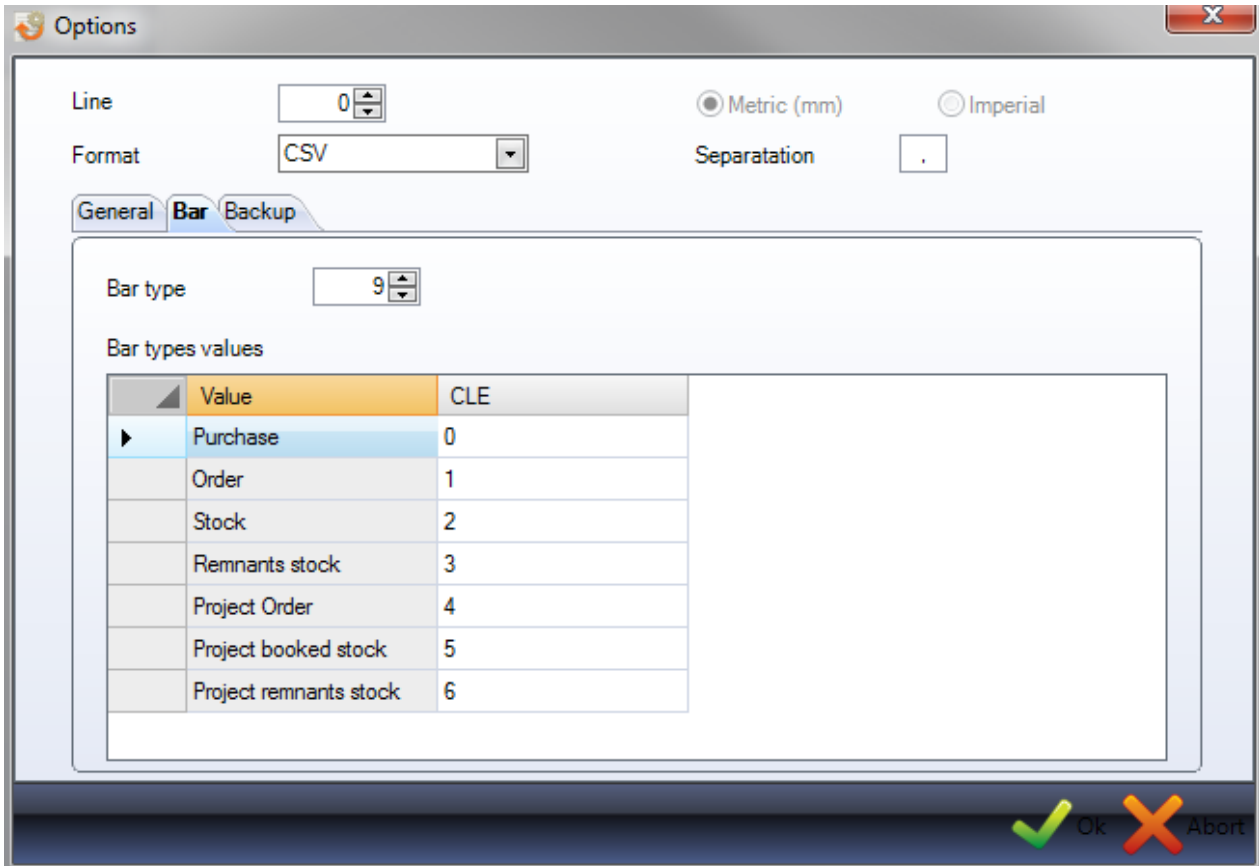 Options
Line 0 Metric (mm) Imperial
Format CSV Separatation ,
General Bar Backup
Bar type 9
Bar types values
Value CLE
Purchase 0
Order 1
Stock 2
Remnants stock 3
Project Order 4
Project booked stock 5
Project remnants stock 6
Ok Abort